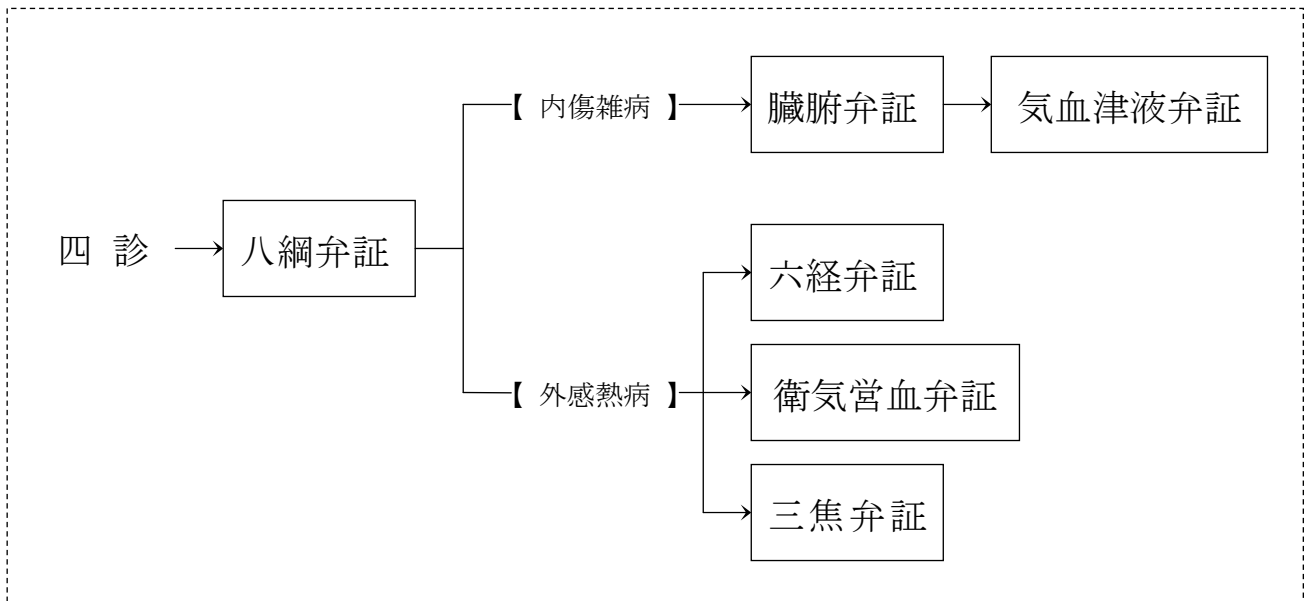 四 診
八綱弁証
【 内傷雑病 】
臓腑弁証
気血津液弁証
【 外感熱病 】
六経弁証
衛気営血弁証
三焦弁証